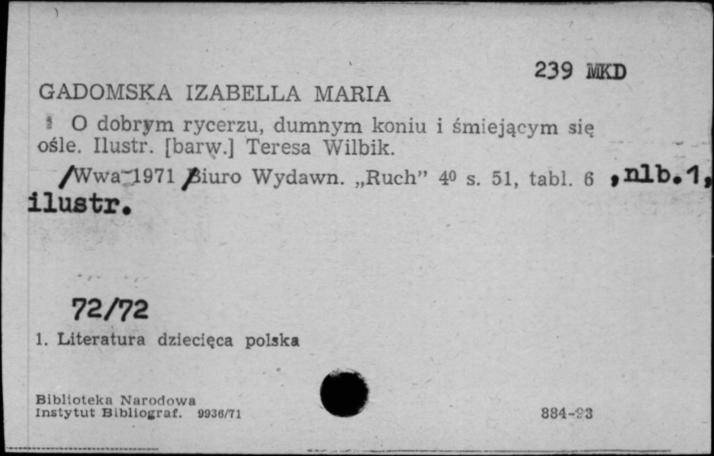 239 MKD
GADOMSKA IZABELLA MARIA
O dobrym rycerzu, dumnym koniu i śmiejącym się
ośle. Ilustr. [barw.] Teresa Wilbik.
/Wwa 1971 /Biuro Wydawn. „Ruch” 4⁰ s. 51, tabl. 6 , nlb. 1,
ilustr.
72/72
1. Literatura dziecięca polska
Biblioteka Narodowa
Instytut Bibliograf. 9936/71
884-93